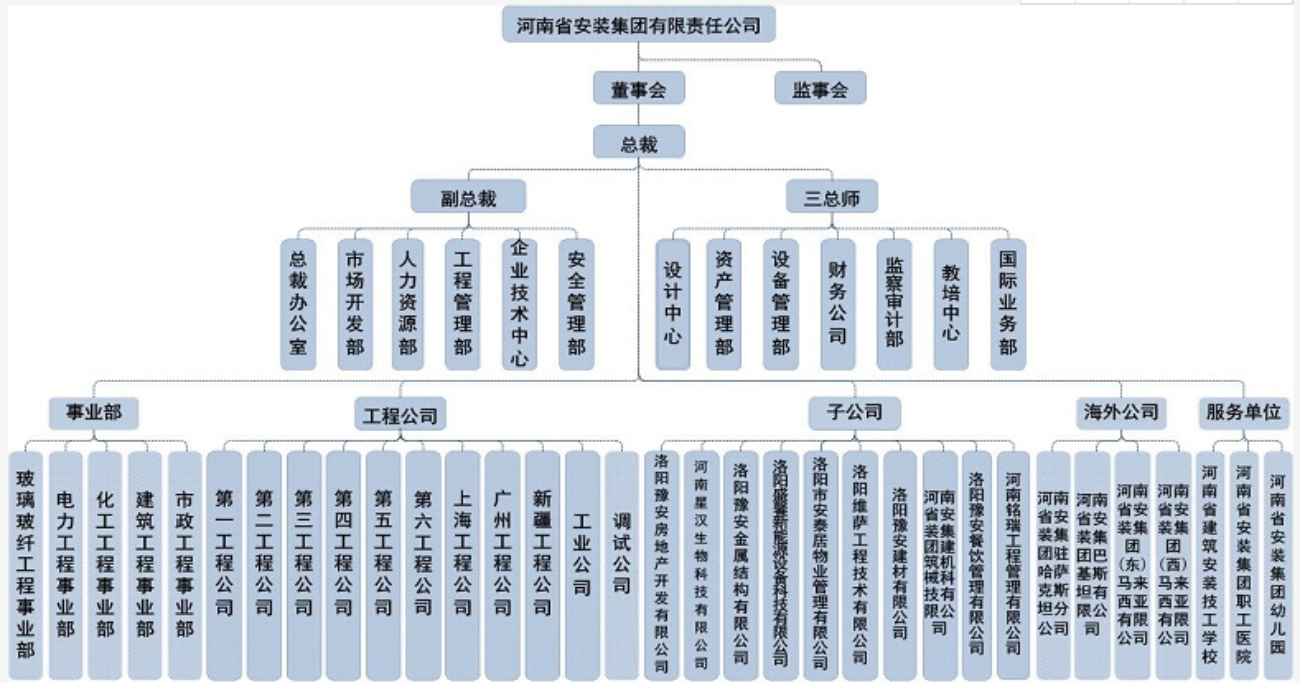 河南省安装集团有限责任公司
董事会
监事会
总裁
副总裁
三总师
总裁办公室
市场开发部
人力资源部
工程管理部
企业技术中心
安全管理部
设计中心
资产管理部
设备管理部
财务公司
监察审计部
教培中心
国际业务部
事业部
工程公司
子公司
海外公司
服务单位
玻璃玻纤工程事业部
电力工程事业部
化工工程事业部
建筑工程事业部
市政工程事业部
第一工程公司
第二工程公司
第三工程公司
第四工程公司
第五工程公司
第六工程公司
上海工程公司
广州工程公司
新疆工程公司
工业公司
调试公司
洛阳豫安房地产开发有限公司
河南星汉生物科技有限公司
洛阳豫安金属结构有限公司
洛阳新能源设备科技有限公司
洛阳市安泰居物业管理有限公司
洛阳维萨工程技术有限公司
洛阳豫安建材有限公司
河南省安装集团建筑机械科技有限公司
洛阳豫安餐饮管理有限公司
河南铭瑞工程管理有限公司
河南省安装集团驻哈萨克斯坦分公司
河南省安装集团巴基斯坦有限公司
河南省安装集团(东)马来西亚有限公司
河南省安装集团(西)马来西亚有限公司
河南省建筑安装技工学校
河南省安装集团职工医院
河南省安装集团幼儿园